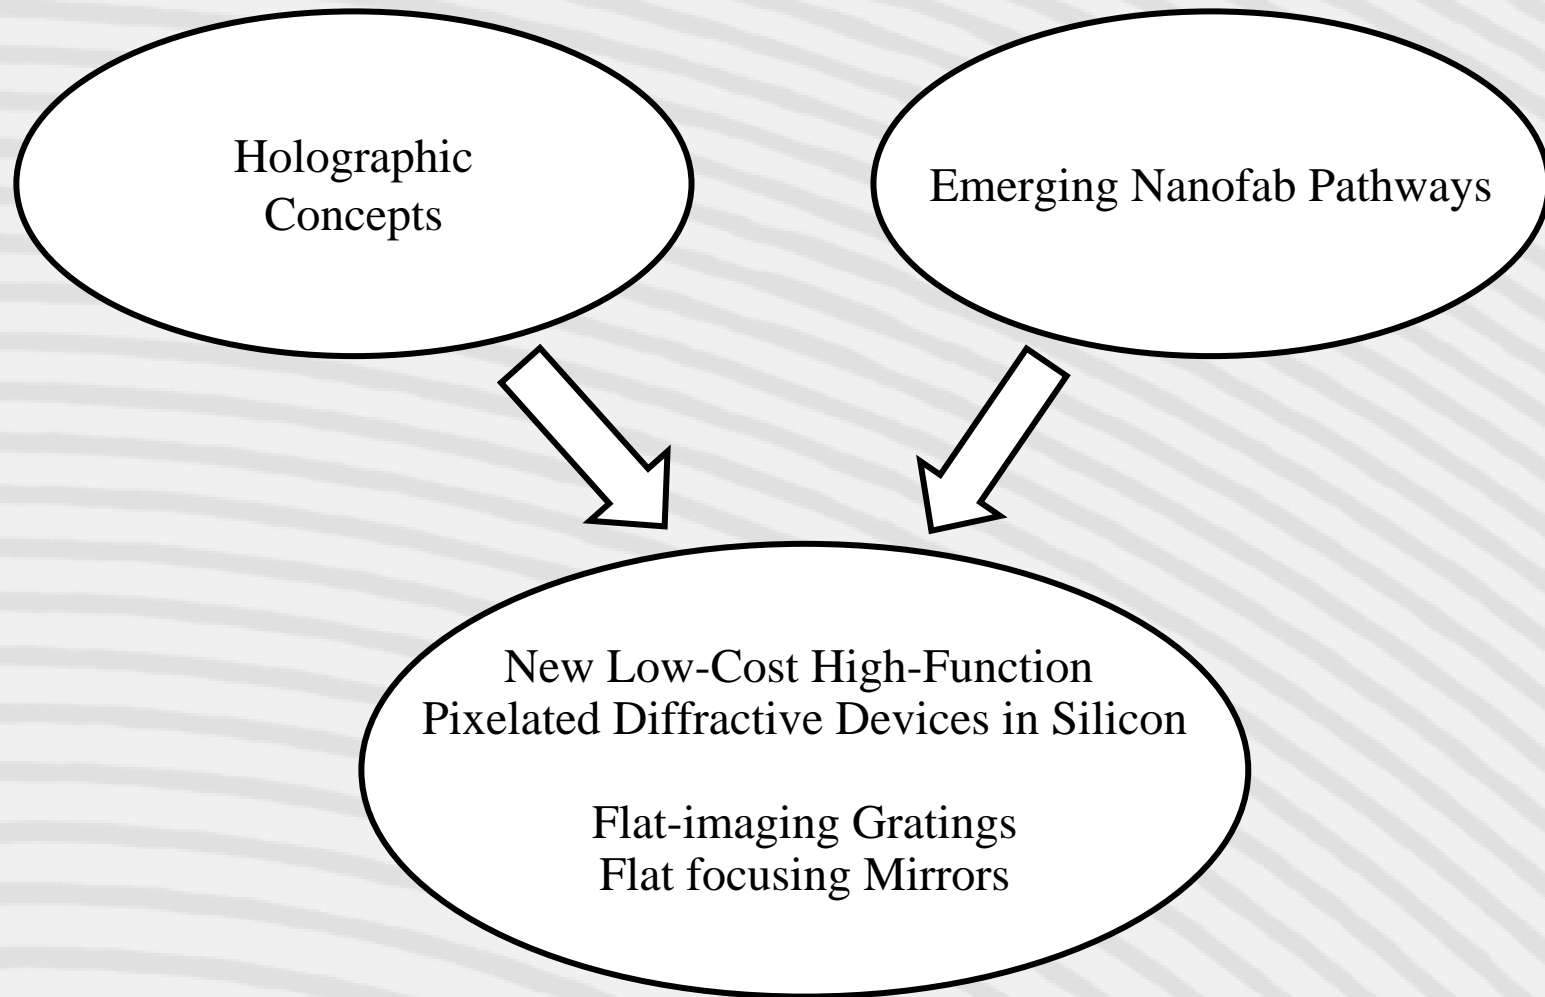 Holographic
Concepts
Emerging Nanofab Pathways
New Low-Cost High-Function
Pixelated Diffractive Devices in Silicon
Flat-imaging Gratings
Flat focusing Mirrors